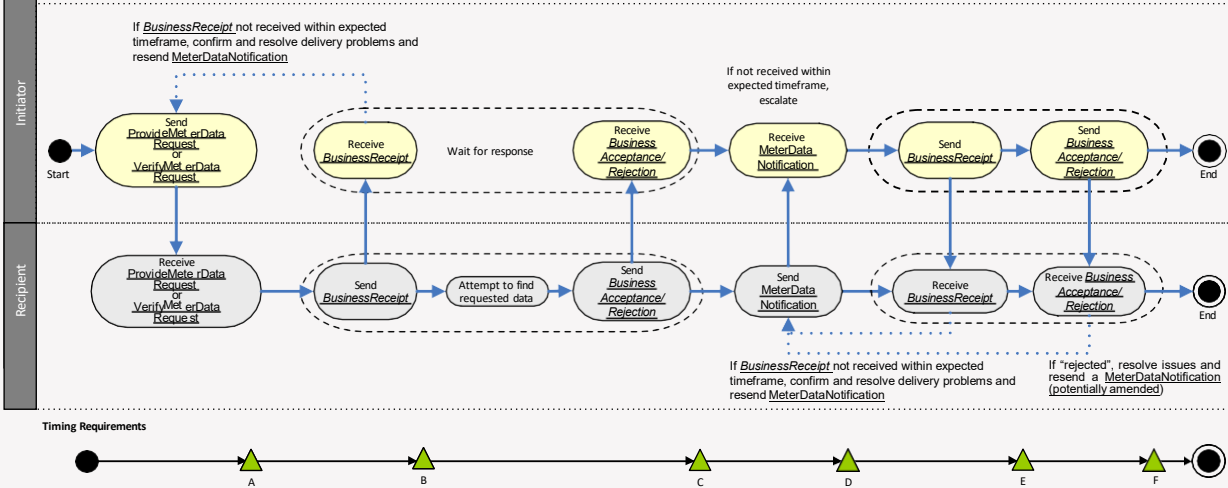 Initiator
If BusinessReceipt not received within expected
timeframe, confirm and resolve delivery problems and
resend MeterDataNotification
If not received within
expected timeframe,
escalate
Start
Send
ProvideMet erData
Request
or
VerifyMet erData
Request
Receive
BusinessReceipt
Wait for response
Receive
Business
Acceptance/
Rejection
Receive
MeterData
Notification
Send
BusinessReceipt
Send
Business
Acceptance/
Rejection
End
Recipient
Receive
ProvideMete rData
Request
or
VerifyMet erData
Reque st
Send
BusinessReceipt
Attempt to find
requested data
Send
Business
Acceptance/
Rejection
Send
MeterData
Notification
Receive
BusinessReceipt
Receive Business
Acceptance/
Rejection
End
If BusinessReceipt not received within expected
timeframe, confirm and resolve delivery problems and
resend MeterDataNotification
If “rejected”, resolve issues and
resend a MeterDataNotification
(potentially amended)
Timing Requirements
A
B
C
D
E
F